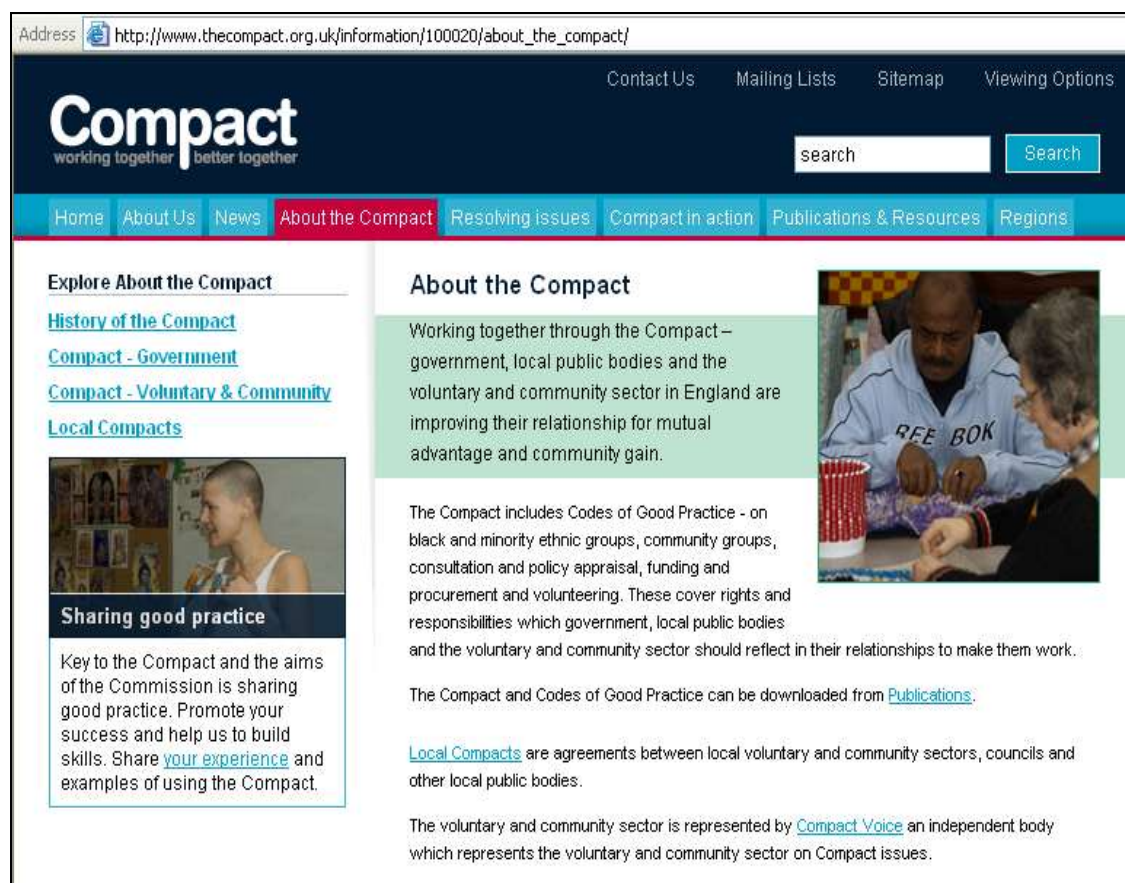 Address http://www.thecompact.org.uk/information/100020/about_the_compact/
Contact Us Mailing Lists Sitemap Viewing Options
Compact
working together better together
search Search
Home About Us News About the Compact Resolving issues Compact in action Publications & Resources Regions
Explore About the Compact
History of the Compact
Compact - Government
Compact - Voluntary & Community
Local Compacts
Sharing good practice
Key to the Compact and the aims
of the Commission is sharing
good practice. Promote your
success and help us to build
skills. Share your experience and
examples of using the Compact.
About the Compact
Working together through the Compact –
government, local public bodies and the
voluntary and community sector in England are
improving their relationship for mutual
advantage and community gain.
REE BOK
The Compact includes Codes of Good Practice - on
black and minority ethnic groups, community groups,
consultation and policy appraisal, funding and
procurement and volunteering. These cover rights and
responsibilities which government, local public bodies
and the voluntary and community sector should reflect in their relationships to make them work.
The Compact and Codes of Good Practice can be downloaded from Publications.
Local Compacts are agreements between local voluntary and community sectors, councils and
other local public bodies.
The voluntary and community sector is represented by Compact Voice an independent body
which represents the voluntary and community sector on Compact issues.